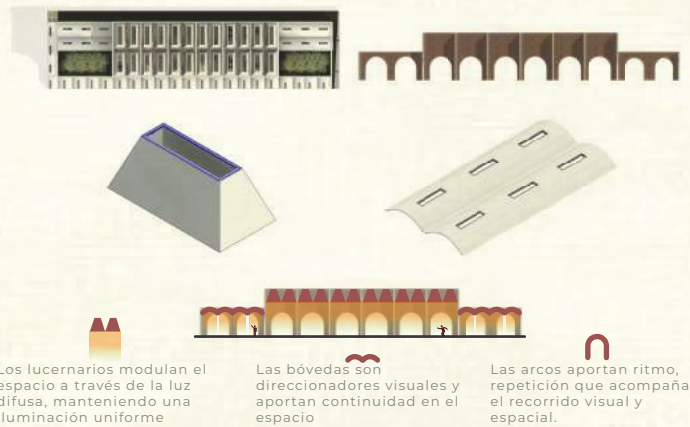 Los lucernarios modulan el
espacio a través de la luz
difusa, manteniendo una
iluminación uniforme
Las bóvedas son
direccionadores visuales y
aportan continuidad en el
espacio
Las arcos aportan ritmo,
repetición que acompaña
el recorrido visual y
espacial.